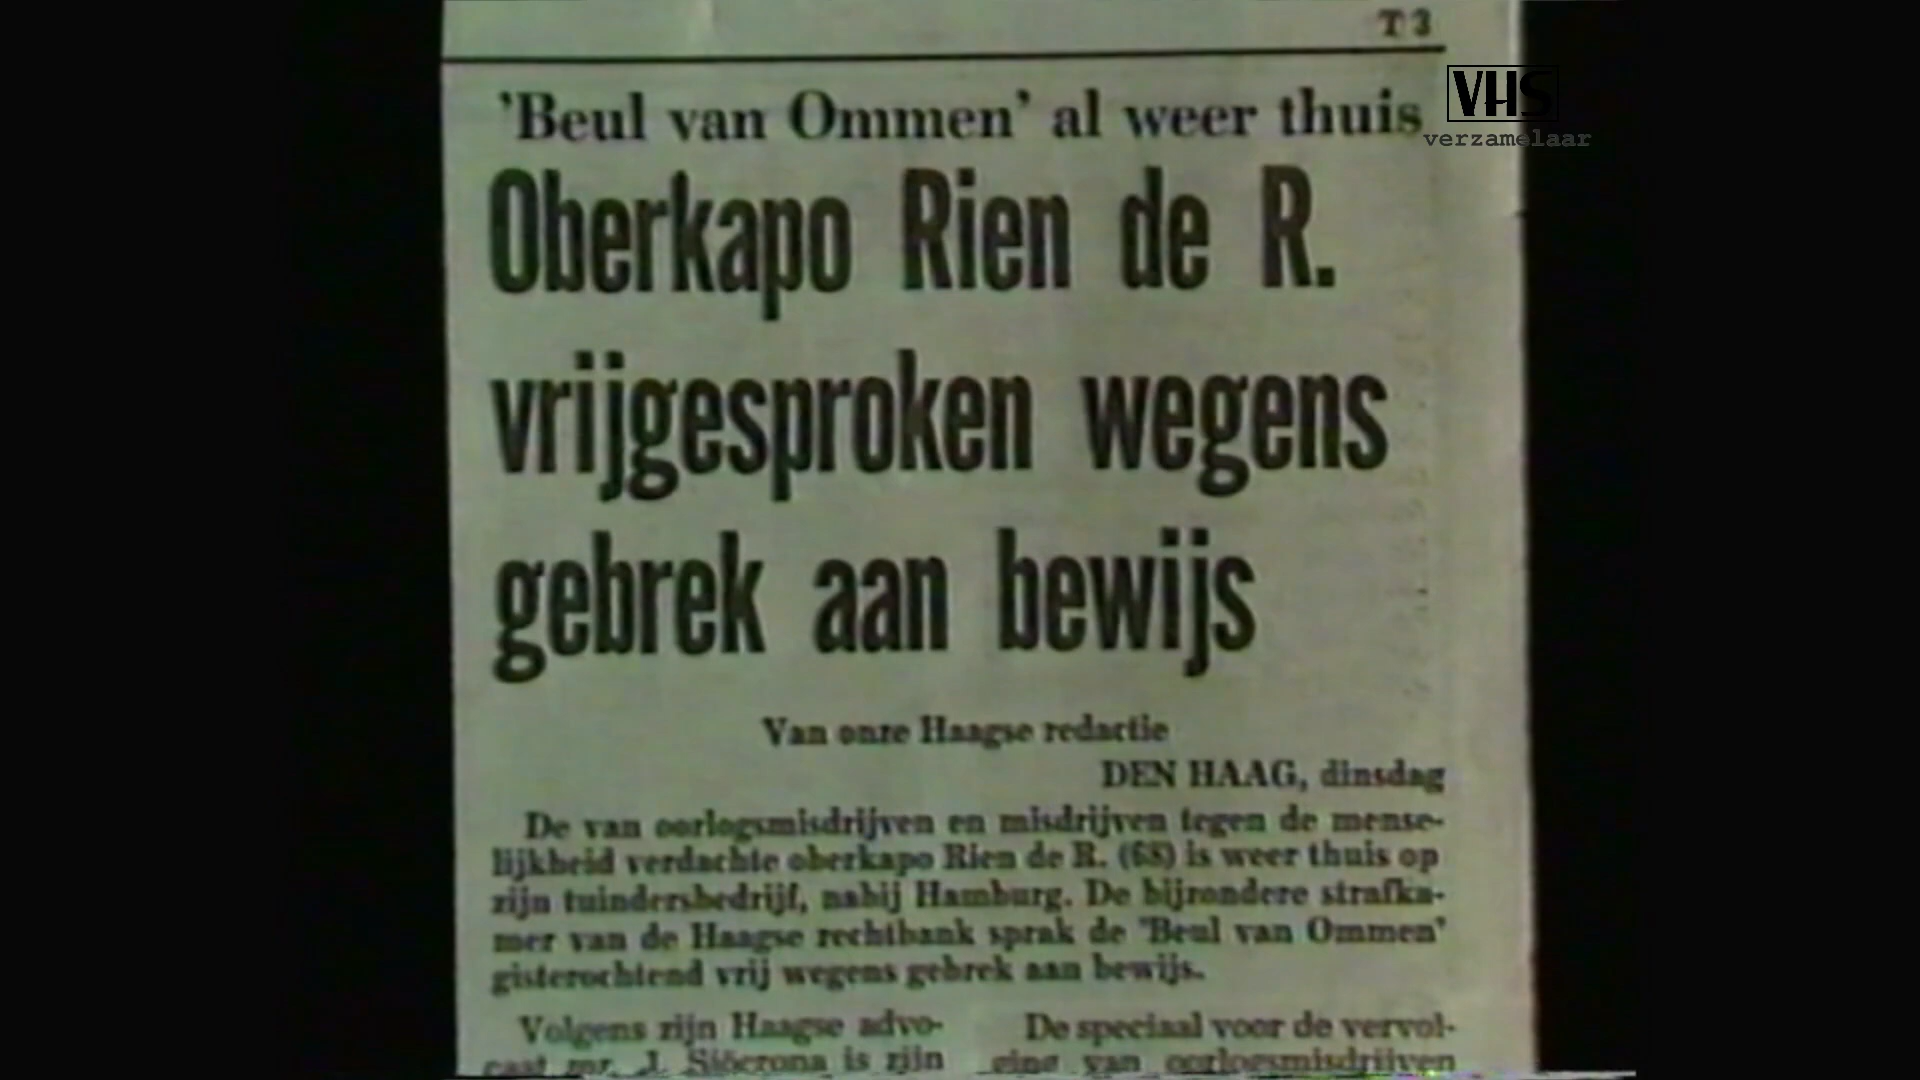 T 3
VHS
verzamelaar
'Beul van Ommen' al weer thuis
Oberkapo Rien de R.
vrijgesproken wegens
gebrek aan bewijs
Van onze Haagse redactie
DEN HAAG, dinsdag
De van oorlogsmisdrijven en misdrijven tegen de mense-
lijkheid verdachte oberkapo Rien de R. (68) is weer thuis op
zijn tuindersbedrijf, nabij Hamburg. De bijzondere strafka-
mer van de Haagse rechtbank sprak de 'Beul van Ommen'
gisterochtend vrij wegens gebrek aan bewijs.
Volgens zijn Haagse advo-
caat mr. J. Sjöcrona is zijn
De speciaal voor de vervol-
ging van oorlogsmisdrijven